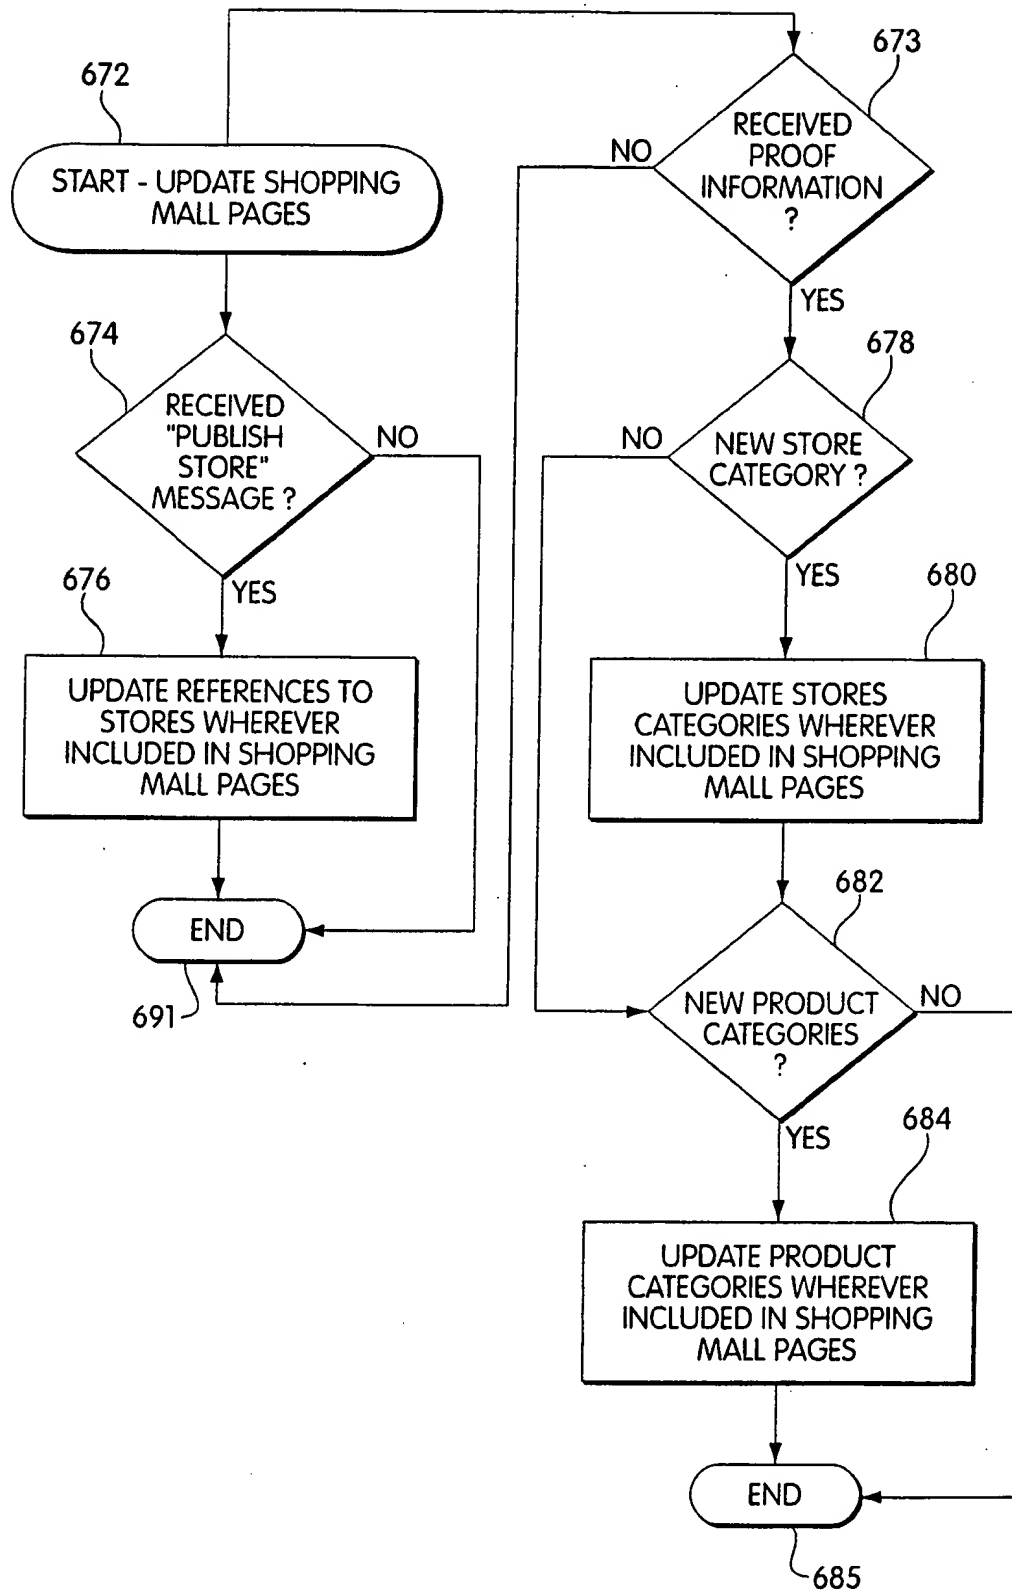 672
START - UPDATE SHOPPING
MALL PAGES
674
RECEIVED
"PUBLISH
STORE"
MESSAGE ?
NO
YES
676
UPDATE REFERENCES TO
STORES WHEREVER
INCLUDED IN SHOPPING
MALL PAGES
END
691
673
RECEIVED
PROOF
INFORMATION
?
NO
YES
678
NEW STORE
CATEGORY ?
NO
YES
680
UPDATE STORES
CATEGORIES WHEREVER
INCLUDED IN SHOPPING
MALL PAGES
682
NEW PRODUCT
CATEGORIES
?
NO
YES
684
UPDATE PRODUCT
CATEGORIES WHEREVER
INCLUDED IN SHOPPING
MALL PAGES
END
685